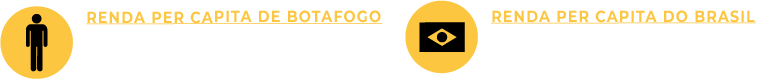 RENDA PER CAPITA DE BOTAFOGO
RENDA PER CAPITA DO BRASIL